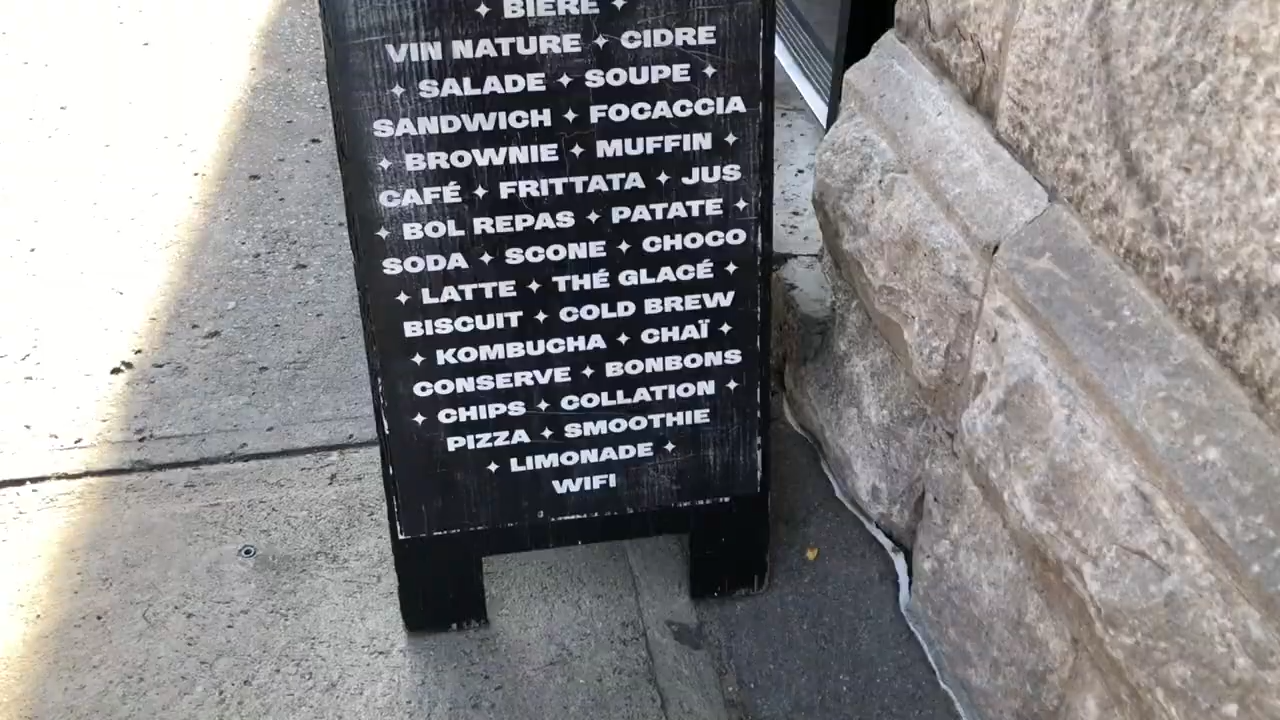 ✦ BIÈRE ✦
VIN NATURE ✦ CIDRE
✦ SALADE ✦ SOUPE ✦
SANDWICH ✦ FOCACCIA
✦ BROWNIE ✦ MUFFIN ✦
CAFÉ ✦ FRITTATA ✦ JUS
✦ BOL REPAS ✦ PATATE ✦
SODA ✦ SCONE ✦ CHOCO
✦ LATTE ✦ THÉ GLACÉ ✦
BISCUIT ✦ COLD BREW
✦ KOMBUCHA ✦ CHAÏ ✦
CONSERVE ✦ BONBONS
✦ CHIPS ✦ COLLATION ✦
PIZZA ✦ SMOOTHIE
✦ LIMONADE ✦
WIFI